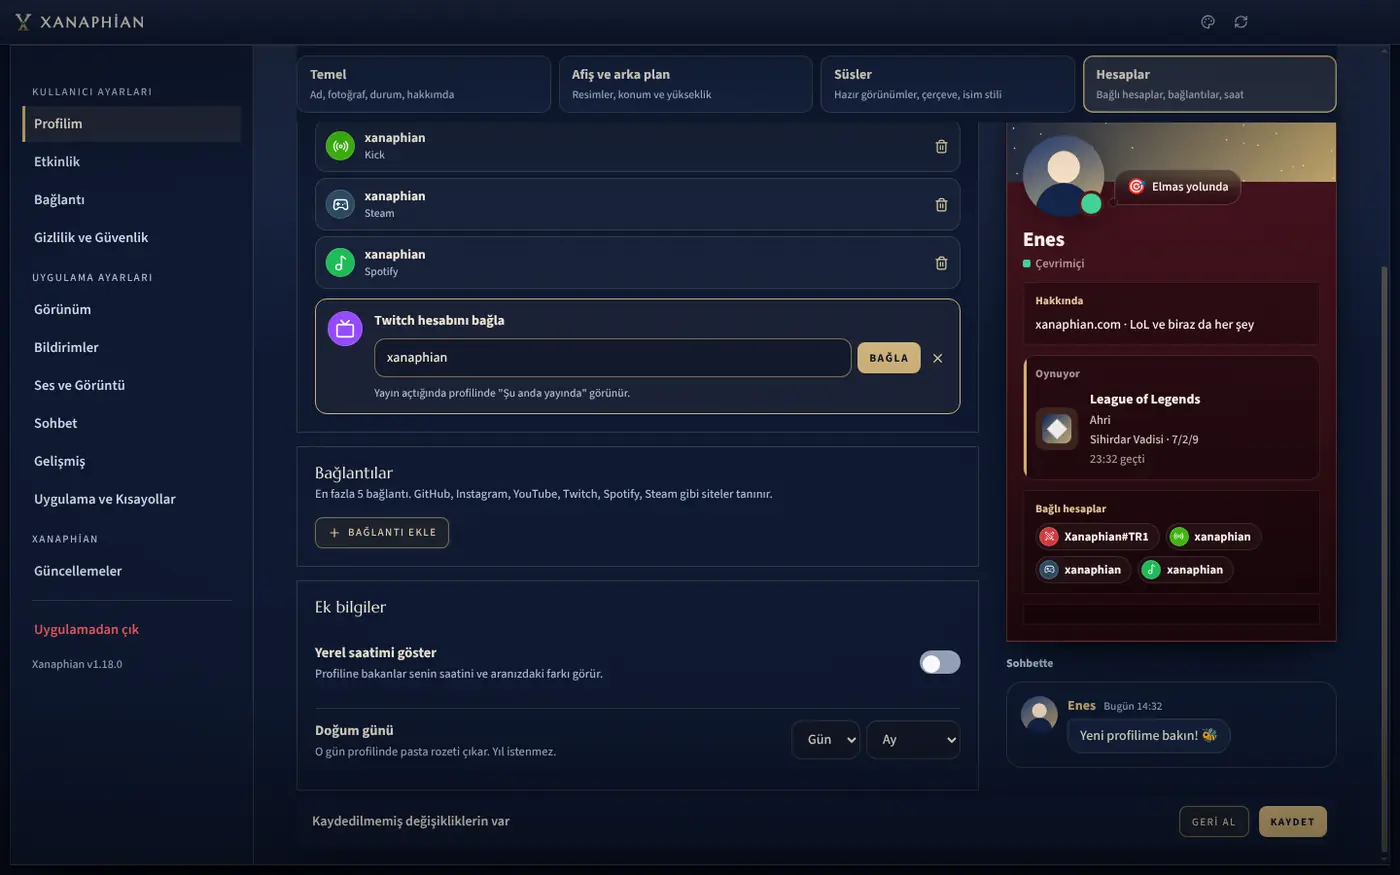 XANAPHİAN
KULLANICI AYARLARI
Profilim
Etkinlik
Bağlantı
Gizlilik ve Güvenlik
UYGULAMA AYARLARI
Görünüm
Bildirimler
Ses ve Görüntü
Sohbet
Gelişmiş
Uygulama ve Kısayollar
XANAPHİAN
Güncellemeler
Uygulamadan çık
Xanaphian v1.18.0
Temel
Ad, fotoğraf, durum, hakkımda
Afiş ve arka plan
Resimler, konum ve yükseklik
Süsler
Hazır görünümler, çerçeve, isim stili
Hesaplar
Bağlı hesaplar, bağlantılar, saat
xanaphian
Kick
xanaphian
Steam
xanaphian
Spotify
Twitch hesabını bağla
xanaphian
BAĞLA
Yayın açtığında profilinde "Şu anda yayında" görünür.
Bağlantılar
En fazla 5 bağlantı. GitHub, Instagram, YouTube, Twitch, Spotify, Steam gibi siteler tanınır.
+ BAĞLANTI EKLE
Ek bilgiler
Yerel saatimi göster
Profiline bakanlar senin saatini ve aranızdaki farkı görür.
Doğum günü
O gün profilinde pasta rozeti çıkar. Yıl istenmez.
Gün
Ay
Kaydedilmemiş değişikliklerin var
GERİ AL
KAYDET
🎯 Elmas yolunda
Enes
Çevrimiçi
Hakkında
xanaphian.com · LoL ve biraz da her şey
Oynuyor
League of Legends
Ahri
Sihirdar Vadisi · 7/2/9
23:32 geçti
Bağlı hesaplar
Xanaphian#TR1
xanaphian
xanaphian
xanaphian
Sohbette
Enes Bugün 14:32
Yeni profilime bakın! 🐝